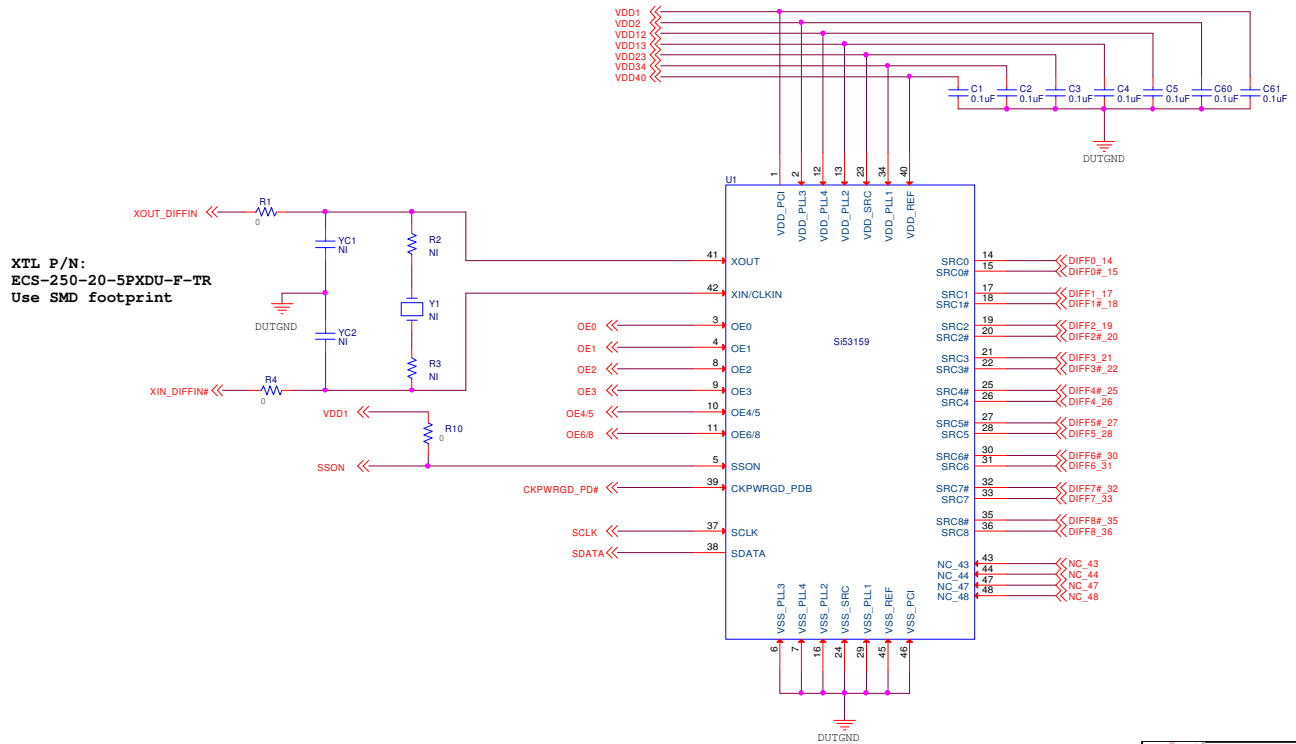 VDD1
VDD2
VDD12
VDD13
VDD23
VDD34
VDD40
C1
0.1uF
C2
0.1uF
C3
0.1uF
C4
0.1uF
C5
0.1uF
C60
0.1uF
C61
0.1uF
DUTGND
1
2
12
13
23
34
40
U1
VDD_PCI
VDD_PLL3
VDD_PLL4
VDD_PLL2
VDD_SRC
VDD_PLL1
VDD_REF
XTL P/N:
ECS-250-20-5PXDU-F-TR
Use SMD footprint
XOUT_DIFFIN
R1
0
YC1
NI
R2
NI
DUTGND
Y1
NI
YC2
NI
R3
NI
XIN_DIFFIN#
R4
0
VDD1
R10
0
41
XOUT
42
XIN/CLKIN
OE0
3
OE0
OE1
4
OE1
OE2
8
OE2
OE3
9
OE3
OE4/5
10
OE4/5
OE6/8
11
OE6/8
SSON
5
SSON
CKPWRGD_PD#
39
CKPWRGD_PDB
SCLK
37
SCLK
SDATA
38
SDATA
Si53159
SRC0
14
DIFF0_14
SRC0#
15
DIFF0#_15
SRC1
17
DIFF1_17
SRC1#
18
DIFF1#_18
SRC2
19
DIFF2_19
SRC2#
20
DIFF2#_20
SRC3
21
DIFF3_21
SRC3#
22
DIFF3#_22
SRC4#
25
DIFF4#_25
SRC4
26
DIFF4_26
SRC5#
27
DIFF5#_27
SRC5
28
DIFF5_28
SRC6#
30
DIFF6#_30
SRC6
31
DIFF6_31
SRC7#
32
DIFF7#_32
SRC7
33
DIFF7_33
SRC8#
35
DIFF8#_35
SRC8
36
DIFF8_36
NC_43
43
NC_43
NC_44
44
NC_44
NC_47
47
NC_47
NC_48
48
NC_48
VSS_PLL3
VSS_PLL4
VSS_PLL2
VSS_SRC
VSS_PLL1
VSS_REF
VSS_PCI
6
7
16
24
29
45
46
DUTGND